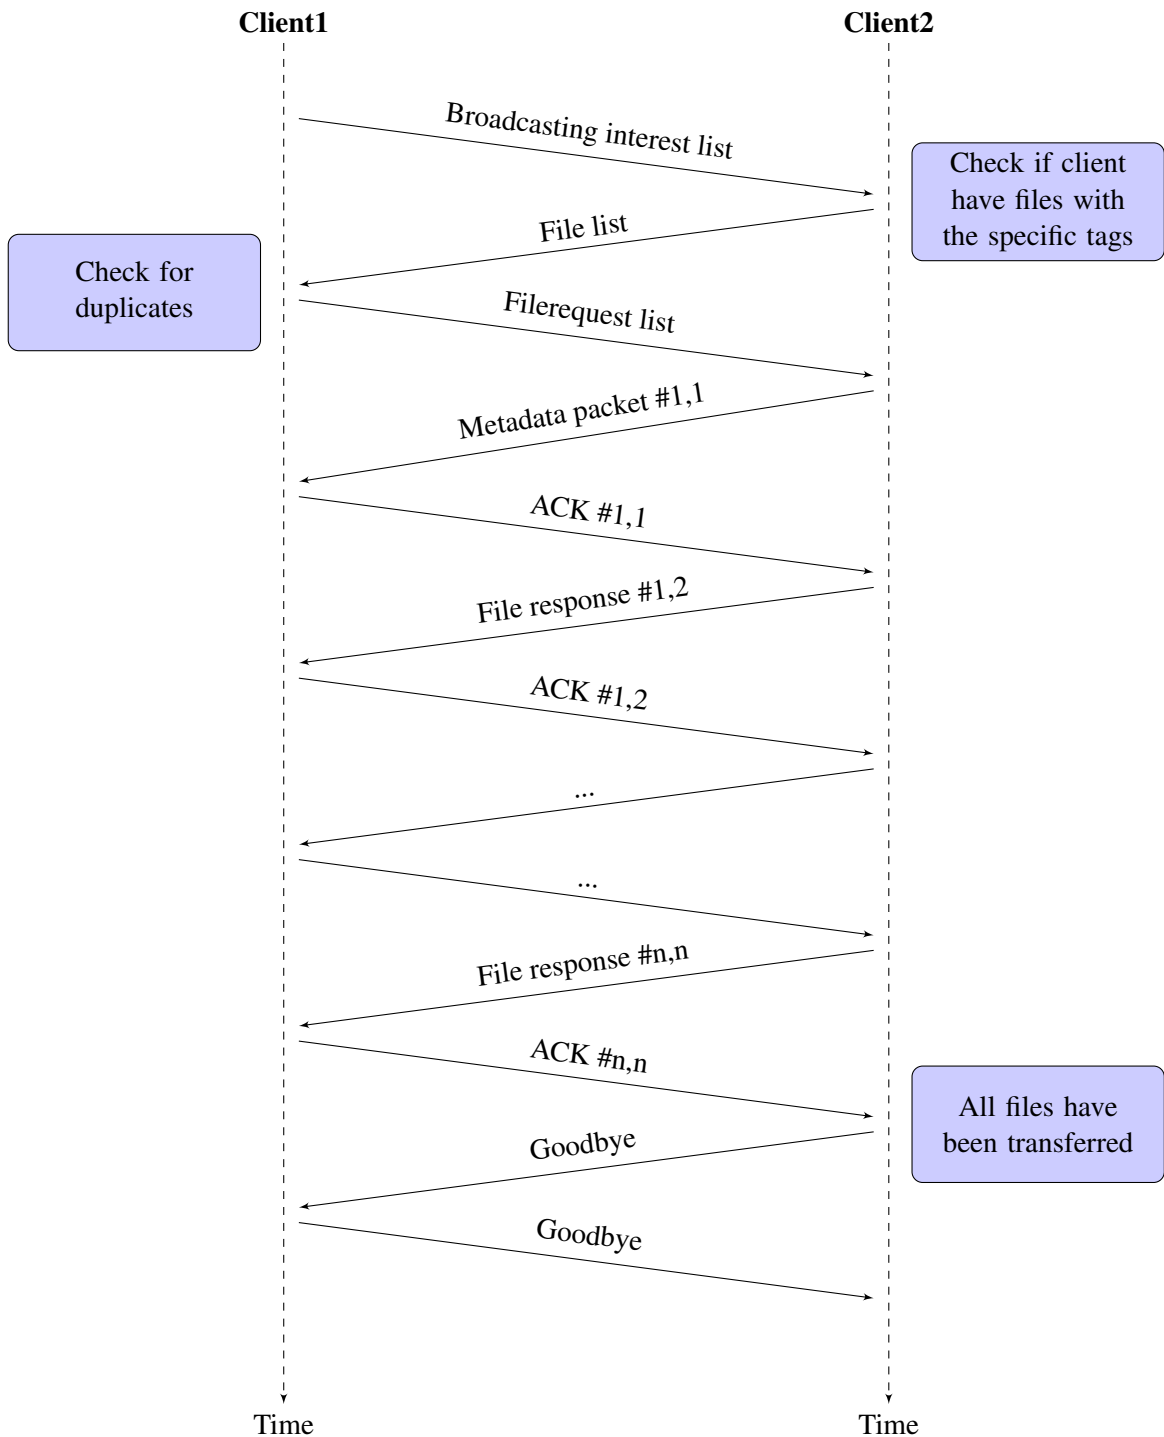 Client1
Client2
Broadcasting interest list
Check if client
have files with
the specific tags
File list
Check for
duplicates
Filerequest list
Metadata packet #1,1
ACK #1,1
File response #1,2
ACK #1,2
...
...
File response #n,n
ACK #n,n
All files have
been transferred
Goodbye
Goodbye
Time
Time